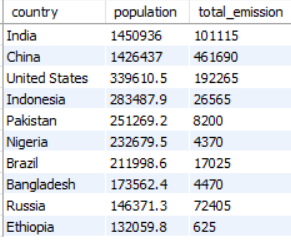 country population total_emission
India 1450936 101115
China 1426437 461690
United States 339610.5 192265
Indonesia 283487.9 26565
Pakistan 251269.2 8200
Nigeria 232679.5 4370
Brazil 211998.6 17025
Bangladesh 173562.4 4470
Russia 146371.3 72405
Ethiopia 132059.8 625